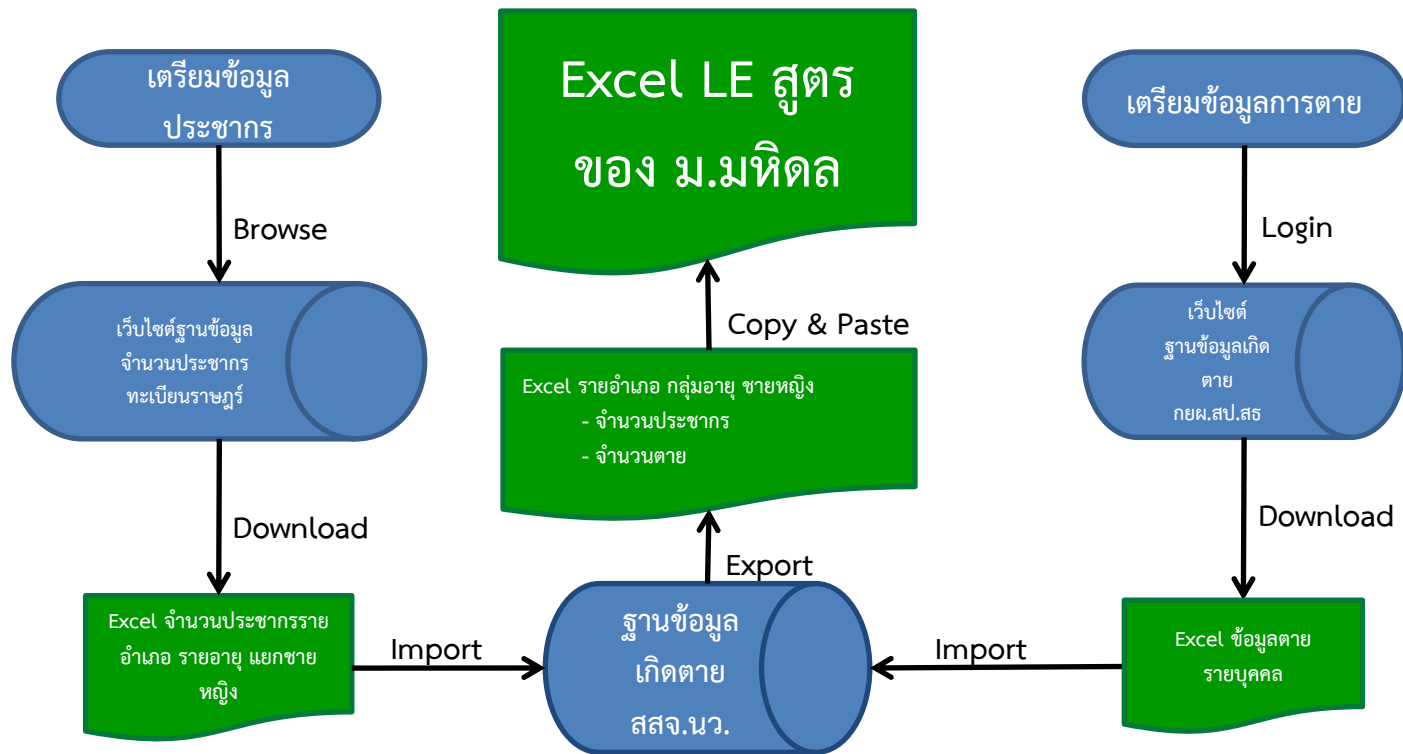 เตรียมข้อมูล
ประชากร
Browse
เว็บไซต์ฐานข้อมูล
จำนวนประชากร
ทะเบียนราษฎร์
Download
Excel จำนวนประชากรราย
อำเภอ รายอายุ แยกชาย
หญิง
Import
Excel LE สูตร
ของ ม.มหิดล
Copy & Paste
Excel รายอำเภอ กลุ่มอายุ ชายหญิง
- จำนวนประชากร
- จำนวนตาย
Export
ฐานข้อมูล
เกิดตาย
สสจ.นว.
เตรียมข้อมูลการตาย
Login
เว็บไซต์
ฐานข้อมูลเกิด
ตาย
กยผ.สป.สธ
Download
Excel ข้อมูลตาย
รายบุคคล
Import